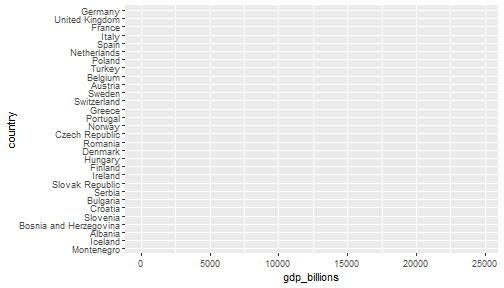 Germany
United Kingdom
France
Italy
Spain
Netherlands
Poland
Turkey
Belgium
Austria
Sweden
Switzerland
Greece
Portugal
Norway
Czech Republic
Romania
Denmark
Hungary
Finland
Ireland
Slovak Republic
Serbia
Bulgaria
Croatia
Slovenia
Bosnia and Herzegovina
Albania
Iceland
Montenegro
country
0 5000 10000 15000 20000 25000
gdp_billions